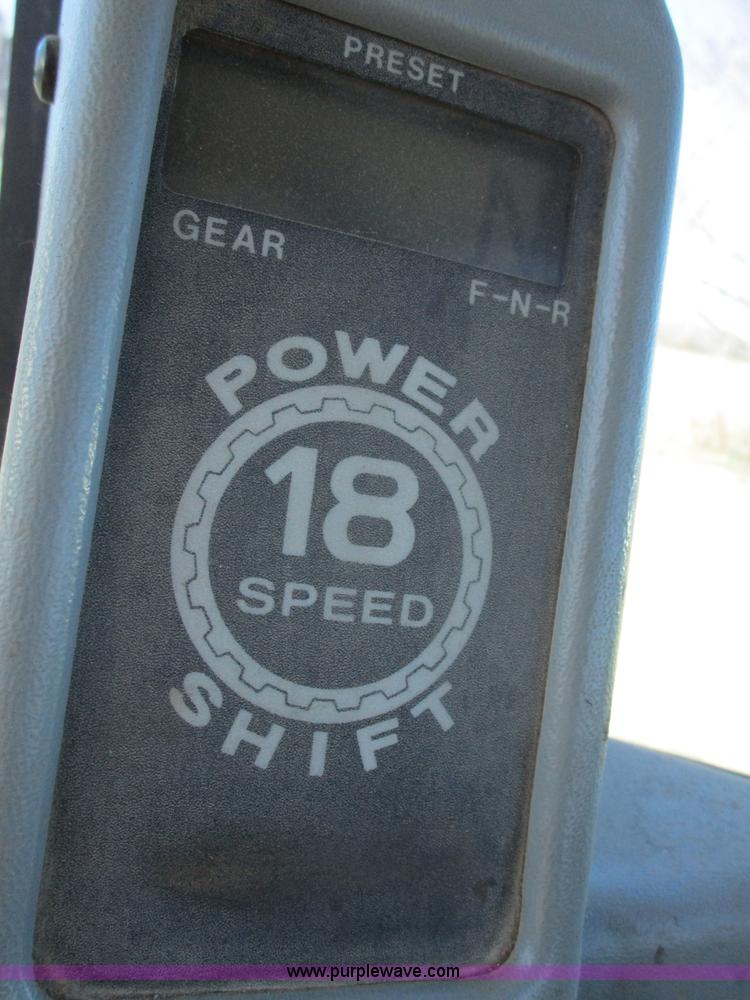 PRESET
GEAR
F-N-R
POWER
18
SPEED
SHIFT
www.purplewave.com